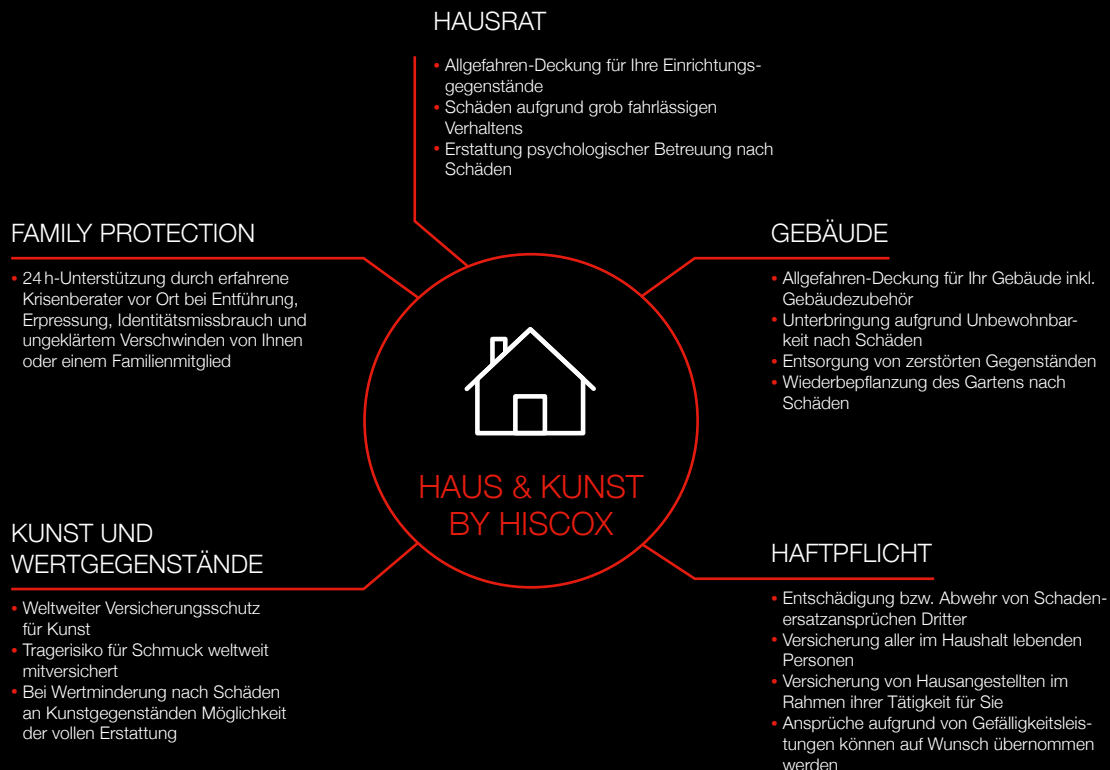 HAUSRAT
• Allgefahren-Deckung für Ihre Einrichtungs-
gegenstände
• Schäden aufgrund grob fahrlässigen
Verhaltens
• Erstattung psychologischer Betreuung nach
Schäden
FAMILY PROTECTION
• 24 h-Unterstützung durch erfahrene
Krisenberater vor Ort bei Entführung,
Erpressung, Identitätsmissbrauch und
ungeklärtem Verschwinden von Ihnen
oder einem Familienmitglied
GEBÄUDE
• Allgefahren-Deckung für Ihr Gebäude inkl.
Gebäudezubehör
• Unterbringung aufgrund Unbewohnbar-
keit nach Schäden
• Entsorgung von zerstörten Gegenständen
• Wiederbepflanzung des Gartens nach
Schäden
HAUS & KUNST
BY HISCOX
KUNST UND
WERTGEGENSTÄNDE
• Weltweiter Versicherungsschutz
für Kunst
• Tragerisiko für Schmuck weltweit
mitversichert
• Bei Wertminderung nach Schäden
an Kunstgegenständen Möglichkeit
der vollen Erstattung
HAFTPFLICHT
• Entschädigung bzw. Abwehr von Schaden-
ersatzansprüchen Dritter
• Versicherung aller im Haushalt lebenden
Personen
• Versicherung von Hausangestellten im
Rahmen ihrer Tätigkeit für Sie
• Ansprüche aufgrund von Gefälligkeitsleis-
tungen können auf Wunsch übernommen
werden